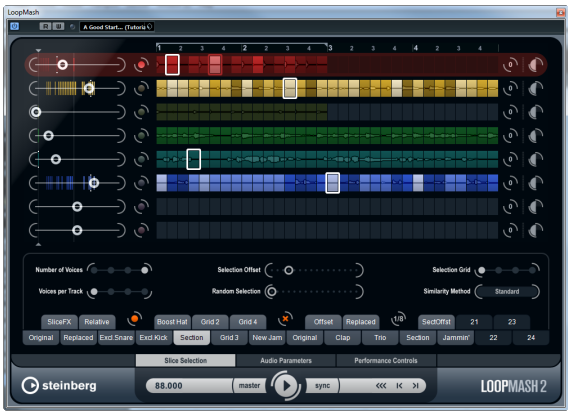 LoopMash
R W A Good Start... (Tutoria
1 2 3 4 2 2 3 4 3 2 3 4 4 2 3 4
0
0
0
0
0
0
0
0
Number of Voices Selection Offset Selection Grid
Voices per Track Random Selection Similarity Method Standard
SliceFX Relative Boost Hat Grid 2 Grid 4 Offset Replaced 1/8 SectOffst 21 23
Original Replaced Excl.Snare Excl.Kick Section Grid 3 New Jam Original Clap Trio Section Jammin' 22 24
Slice Selection Audio Parameters Performance Controls
steinberg 88.000 master sync LOOPMASH 2